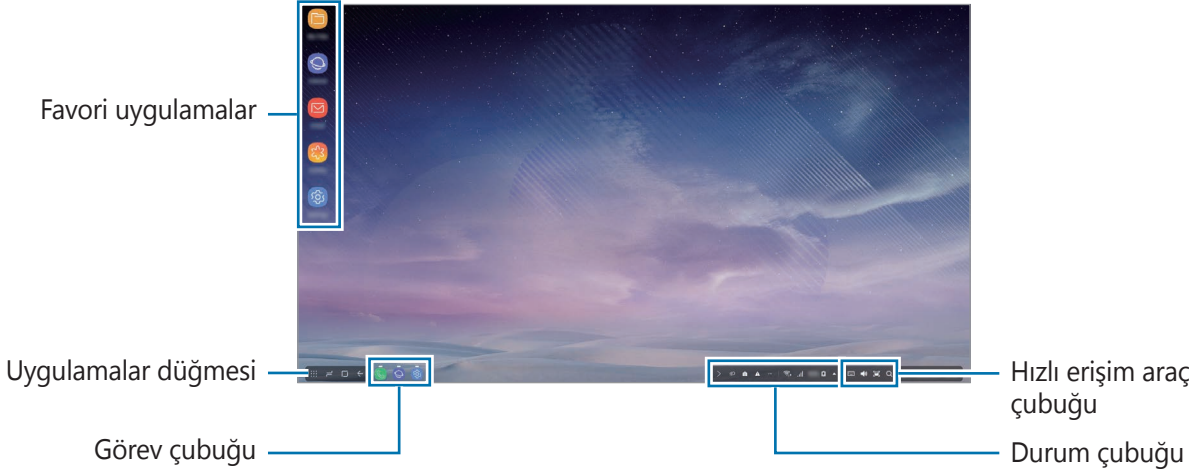 Favori uygulamalar
Uygulamalar düğmesi
Görev çubuğu
Hızlı erişim araç
çubuğu
Durum çubuğu